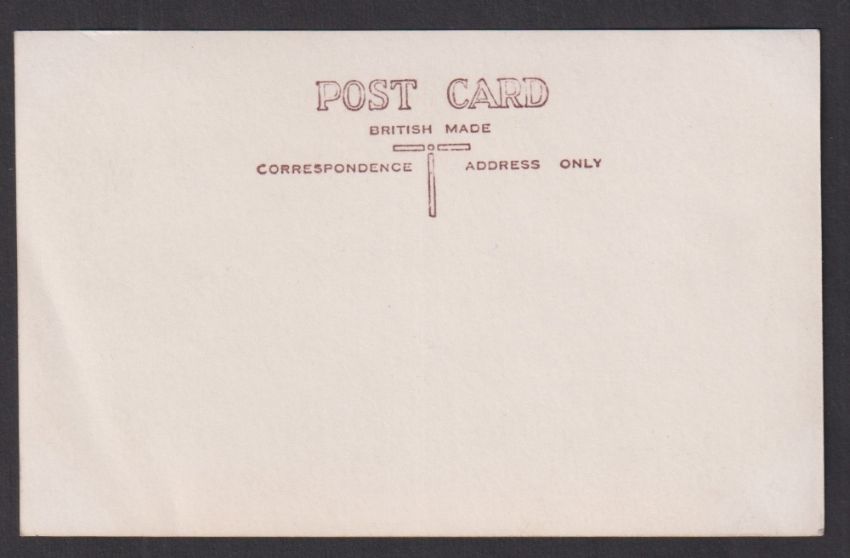 POST CARD
BRITISH MADE
CORRESPONDENCE ADDRESS ONLY